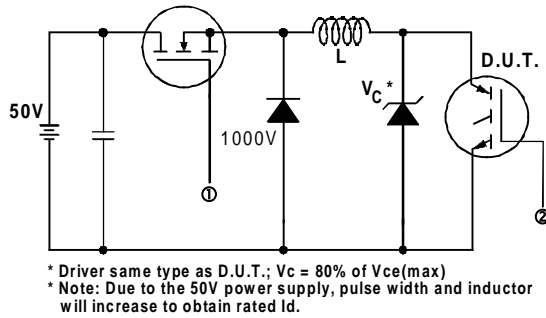 L
D.U.T.
V_C *
50V
1000V
①
②
* Driver same type as D.U.T.; Vc = 80% of Vce(max)
* Note: Due to the 50V power supply, pulse width and inductor
will increase to obtain rated Id.